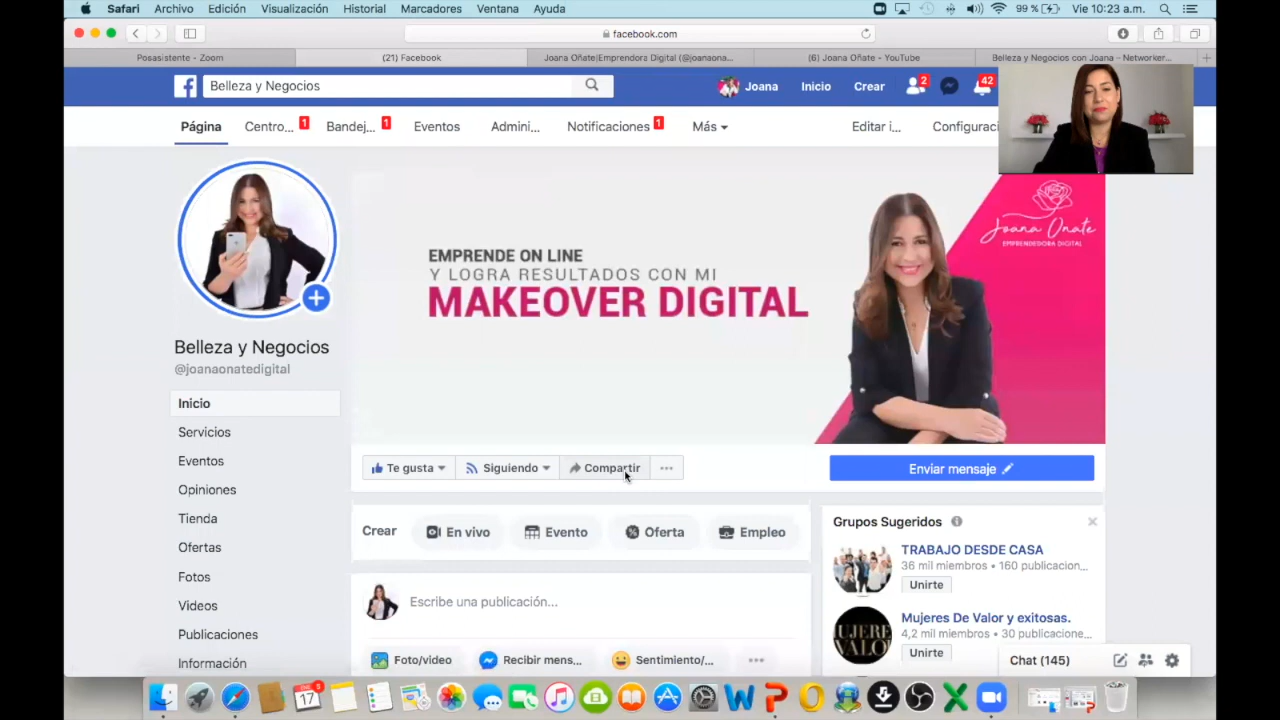 Safari Archivo Edición Visualización Historial Marcadores Ventana Ayuda 99 % Vie 10:23 a.m.
facebook.com
Posasistente - Zoom (21) Facebook Joana Oñate|Emprendora Digital (@joanaona... (6) Joana Oñate - YouTube Belleza y Negocios con Joana – Networker...
Belleza y Negocios Joana Inicio Crear 2 42
Página Centro... 1 Bandej... 1 Eventos Admini... Notificaciones 1 Más Editar i... Configuraci
Joana Oñate
EMPRENDEDORA DIGITAL
EMPRENDE ON LINE
Y LOGRA RESULTADOS CON MI
MAKEOVER DIGITAL
Belleza y Negocios
@joanaonatedigital
Inicio
Servicios
Eventos
Opiniones
Tienda
Ofertas
Fotos
Videos
Publicaciones
Información
Te gusta Siguiendo Compartir ... Enviar mensaje
Crear En vivo Evento Oferta Empleo
Escribe una publicación...
Foto/video Recibir mens... Sentimiento/... ...
Grupos Sugeridos
TRABAJO DESDE CASA
36 mil miembros • 160 publicacion...
Unirte
MUJERE
VALO
Mujeres De Valor y exitosas.
4,2 mil miembros • 30 publicacione...
Unirte
Chat (145)
ENE
17
5